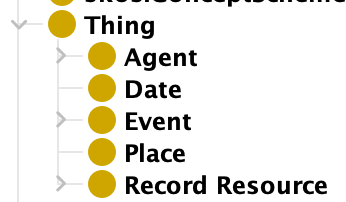 Thing
Agent
Date
Event
Place
Record Resource